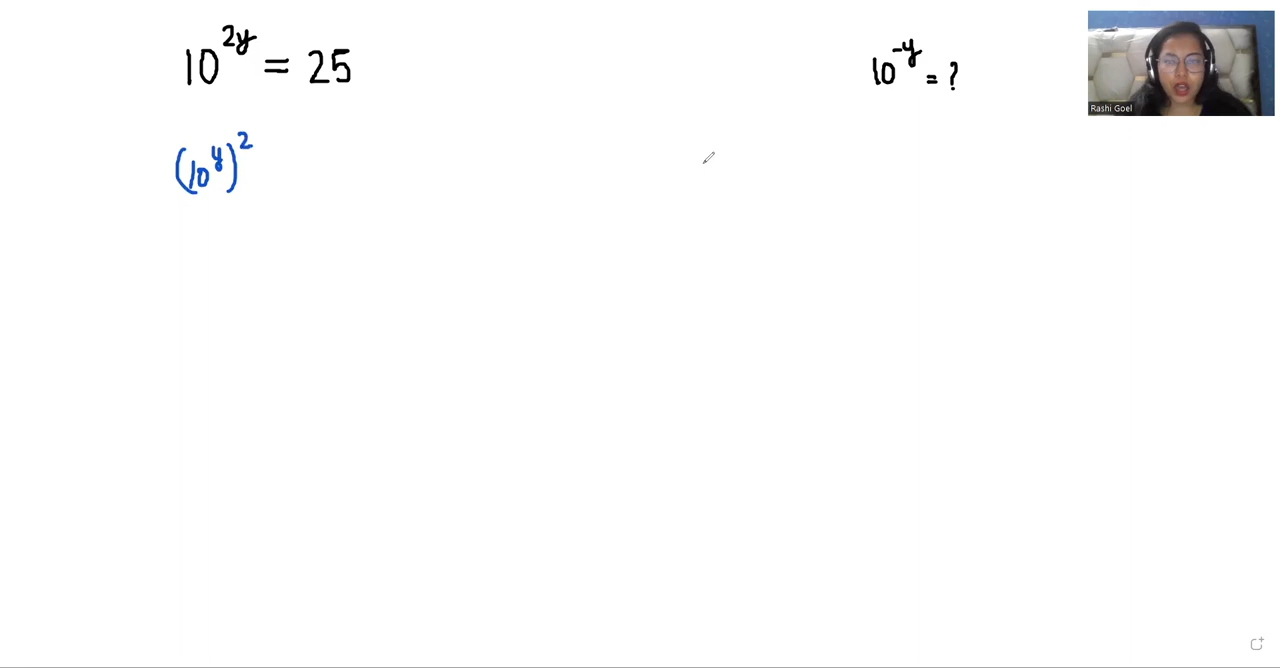 10^{2y} = 25
10^{-y} = ?
Rashi Goel
(10^{y})^{2}